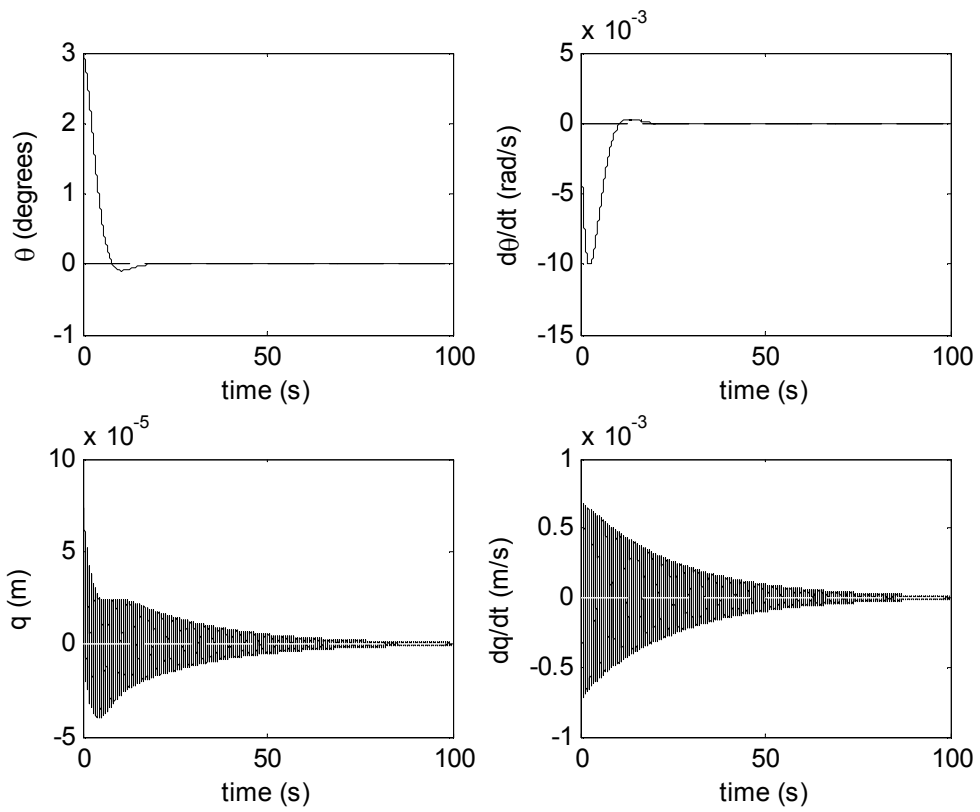 3
2
1
0
-1
θ (degrees)
0
50
100
time (s)
x 10-3
5
0
-5
-10
-15
dθ/dt (rad/s)
0
50
100
time (s)
x 10-5
10
5
0
-5
q (m)
0
50
100
time (s)
x 10-3
1
0.5
0
-0.5
-1
dq/dt (m/s)
0
50
100
time (s)